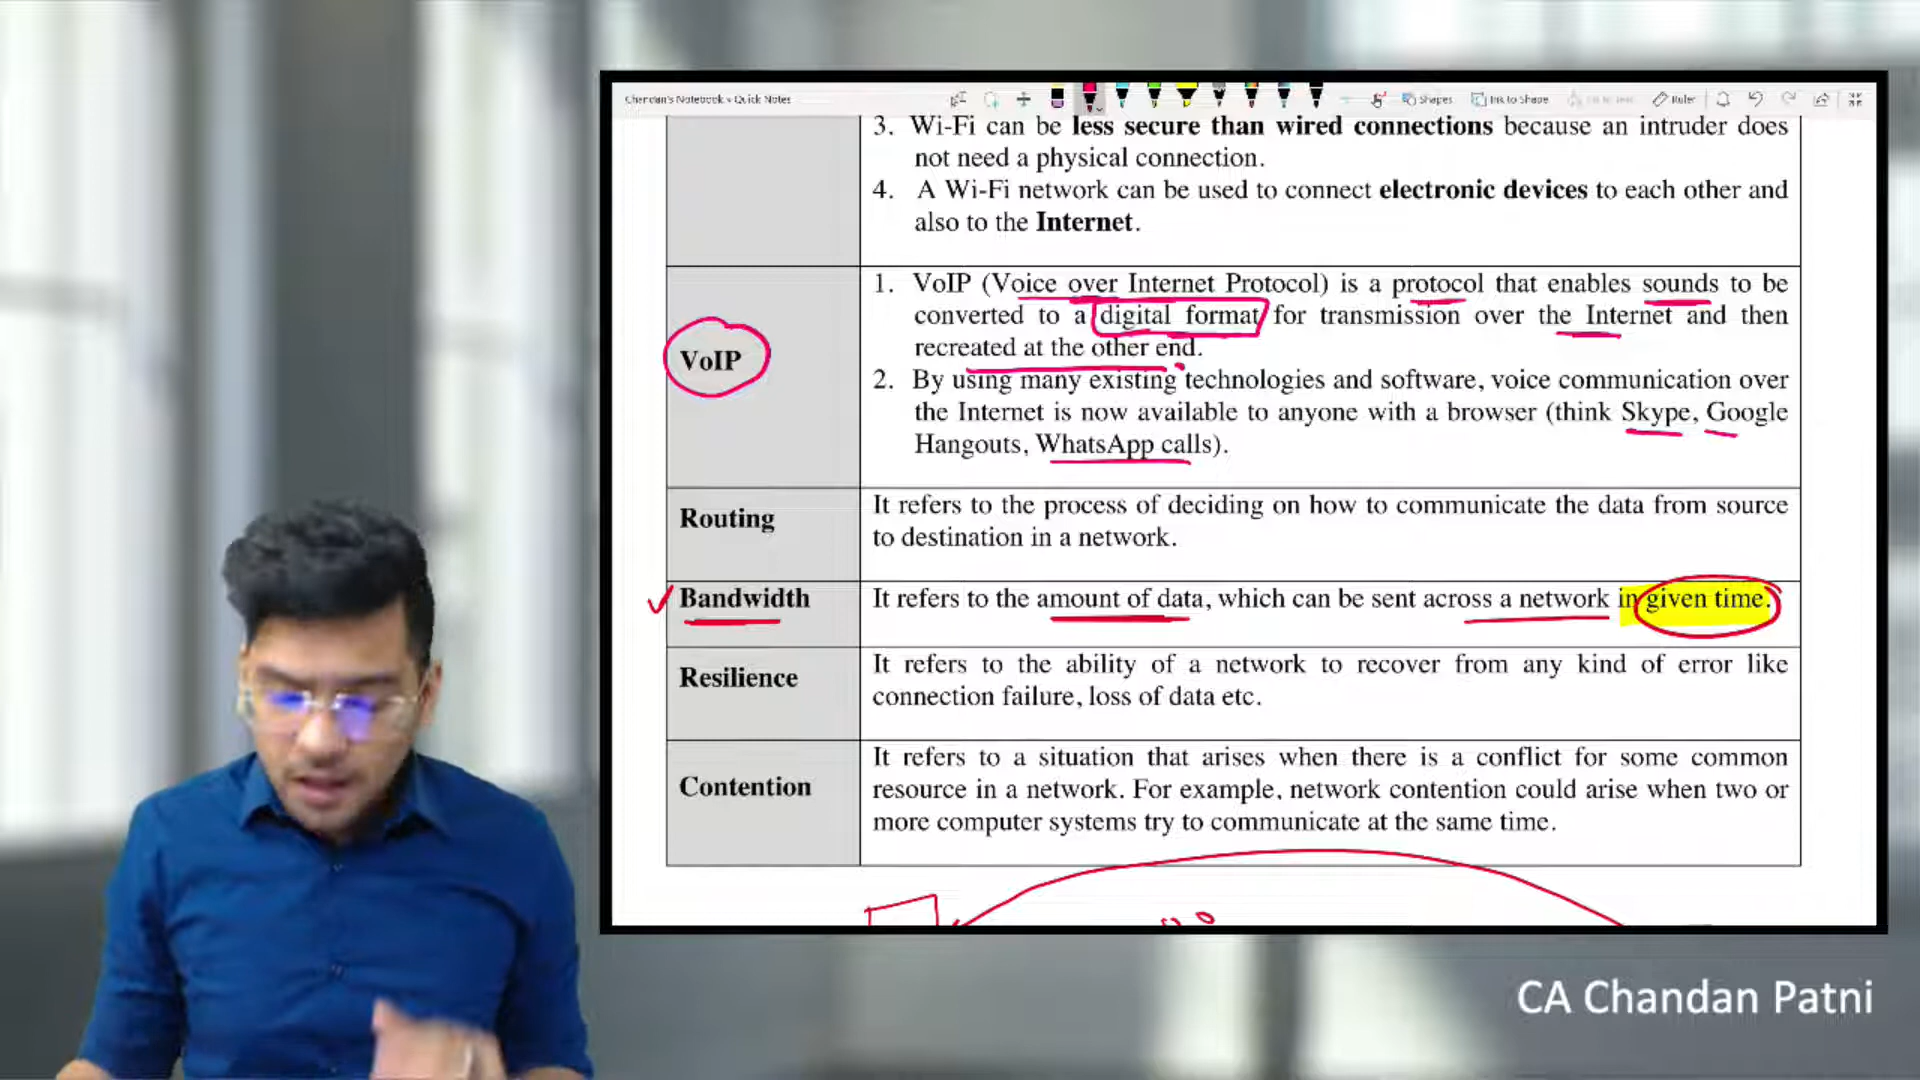 Chandan's Notebook » Quick Notes
Shapes
Ink to Shape
Ruler
3. Wi-Fi can be less secure than wired connections because an intruder does
not need a physical connection.
4. A Wi-Fi network can be used to connect electronic devices to each other and
also to the Internet.
VoIP
1. VoIP (Voice over Internet Protocol) is a protocol that enables sounds to be
converted to a digital format for transmission over the Internet and then
recreated at the other end.
2. By using many existing technologies and software, voice communication over
the Internet is now available to anyone with a browser (think Skype, Google
Hangouts, WhatsApp calls).
Routing
It refers to the process of deciding on how to communicate the data from source
to destination in a network.
Bandwidth
It refers to the amount of data, which can be sent across a network in given time.
Resilience
It refers to the ability of a network to recover from any kind of error like
connection failure, loss of data etc.
Contention
It refers to a situation that arises when there is a conflict for some common
resource in a network. For example, network contention could arise when two or
more computer systems try to communicate at the same time.
CA Chandan Patni